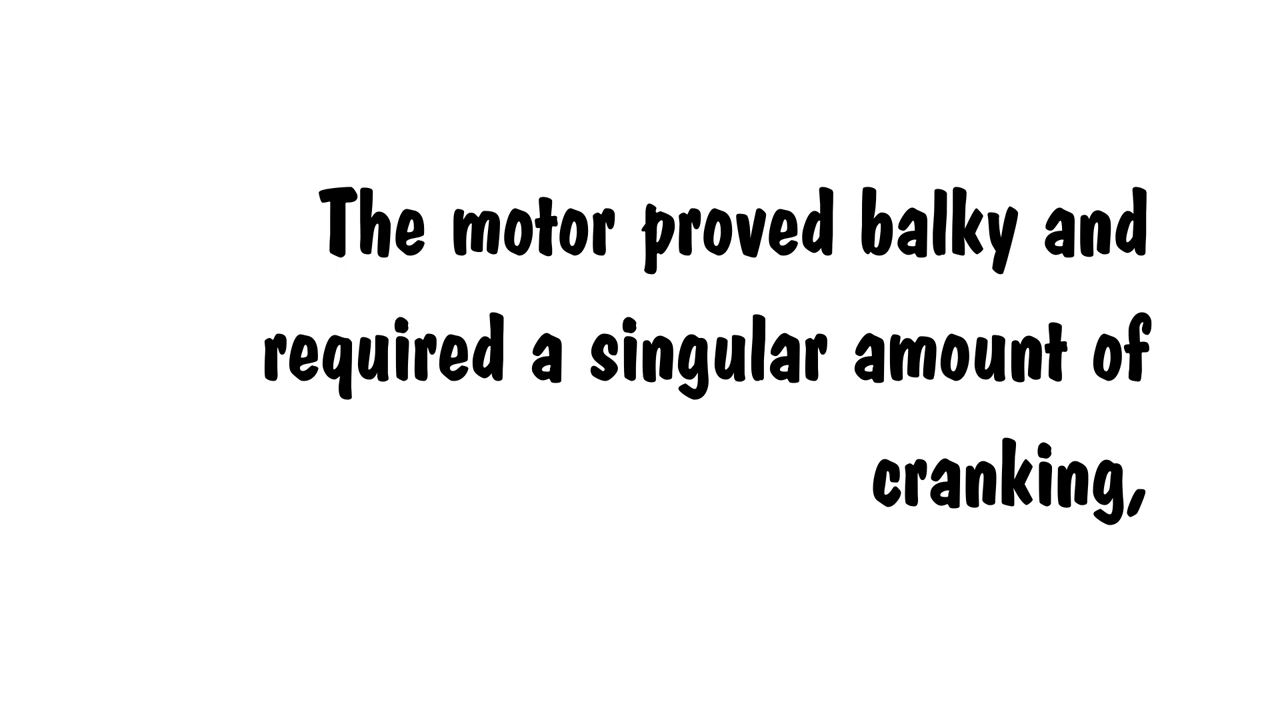 The motor proved balky and
required a singular amount of
cranking,